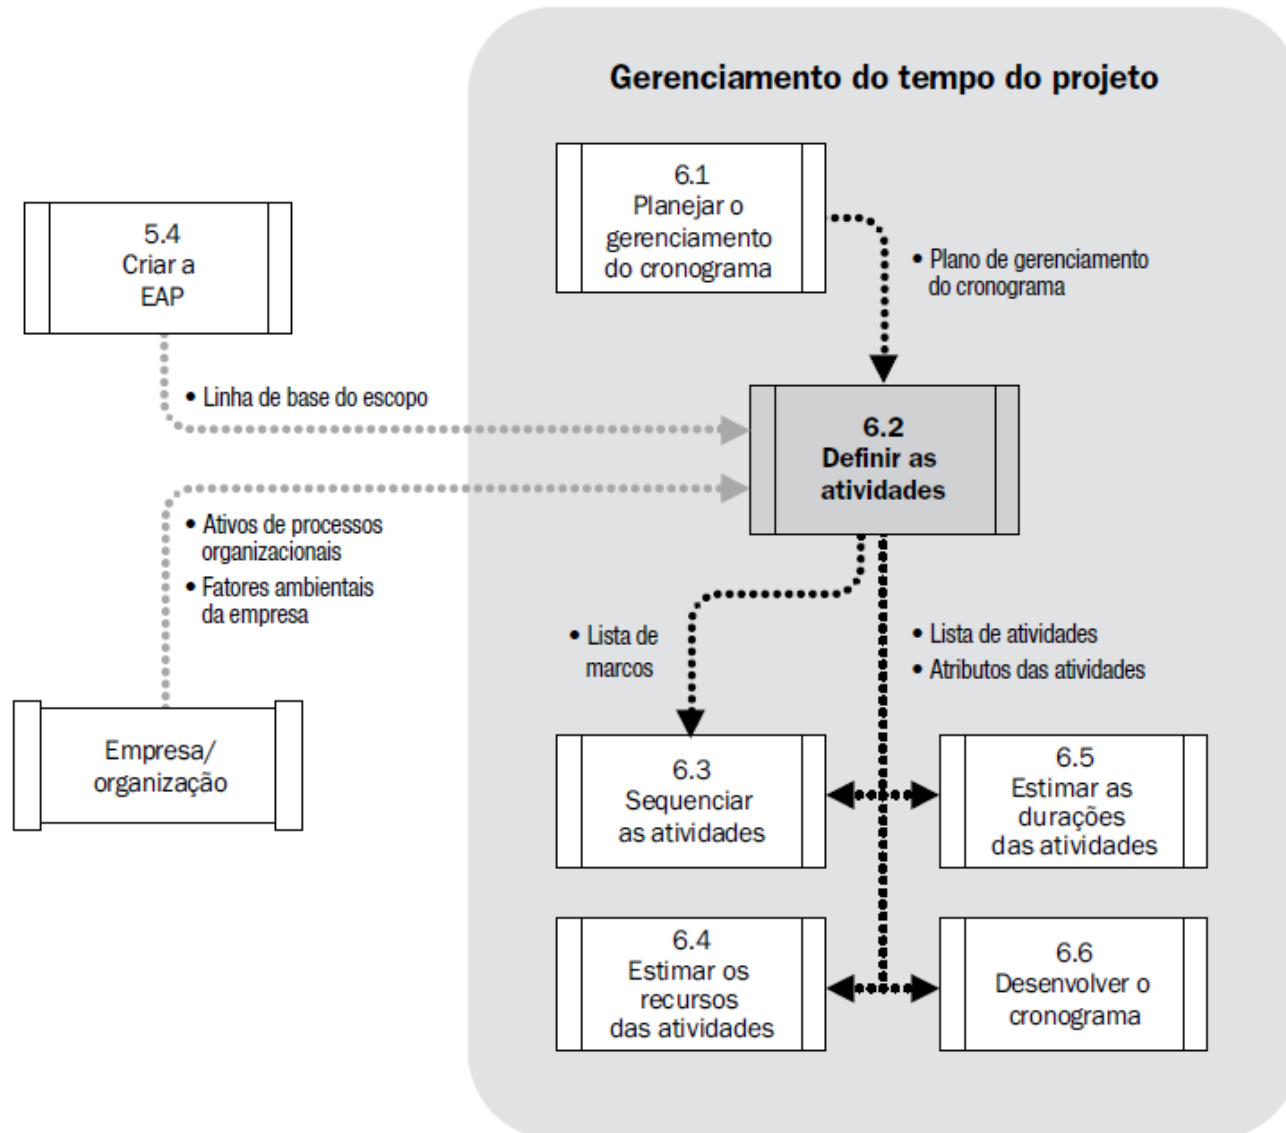 Gerenciamento do tempo do projeto
6.1
Planejar o
gerenciamento
do cronograma
• Plano de gerenciamento
do cronograma
5.4
Criar a
EAP
• Linha de base do escopo
6.2
Definir as
atividades
• Ativos de processos
organizacionais
• Fatores ambientais
da empresa
• Lista de
marcos
• Lista de atividades
• Atributos das atividades
Empresa/
organização
6.3
Sequenciar
as atividades
6.5
Estimar as
durações
das atividades
6.4
Estimar os
recursos
das atividades
6.6
Desenvolver o
cronograma